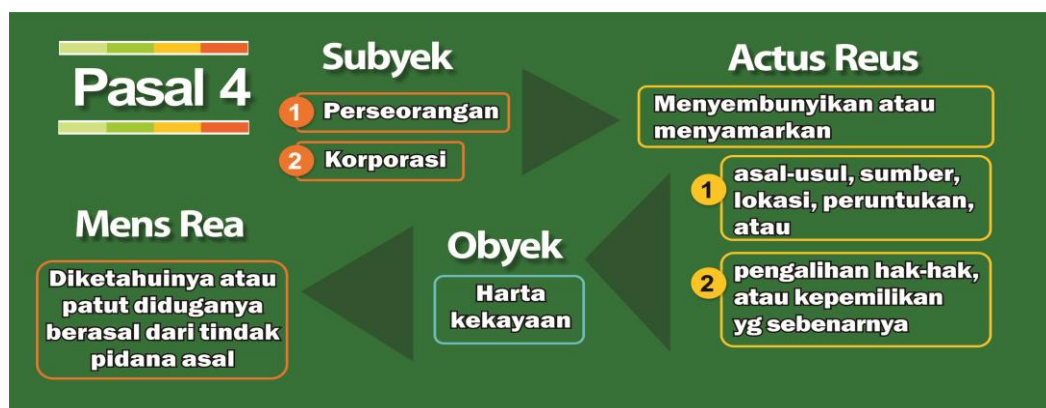 Pasal 4
Subyek
1 Perseorangan
2 Korporasi
Actus Reus
Menyembunyikan atau
menyamarkan
1 asal-usul, sumber,
lokasi, peruntukan,
atau
2 pengalihan hak-hak,
atau kepemilikan
yg sebenarnya
Obyek
Harta
kekayaan
Mens Rea
Diketahuinya atau
patut diduganya
berasal dari tindak
pidana asal